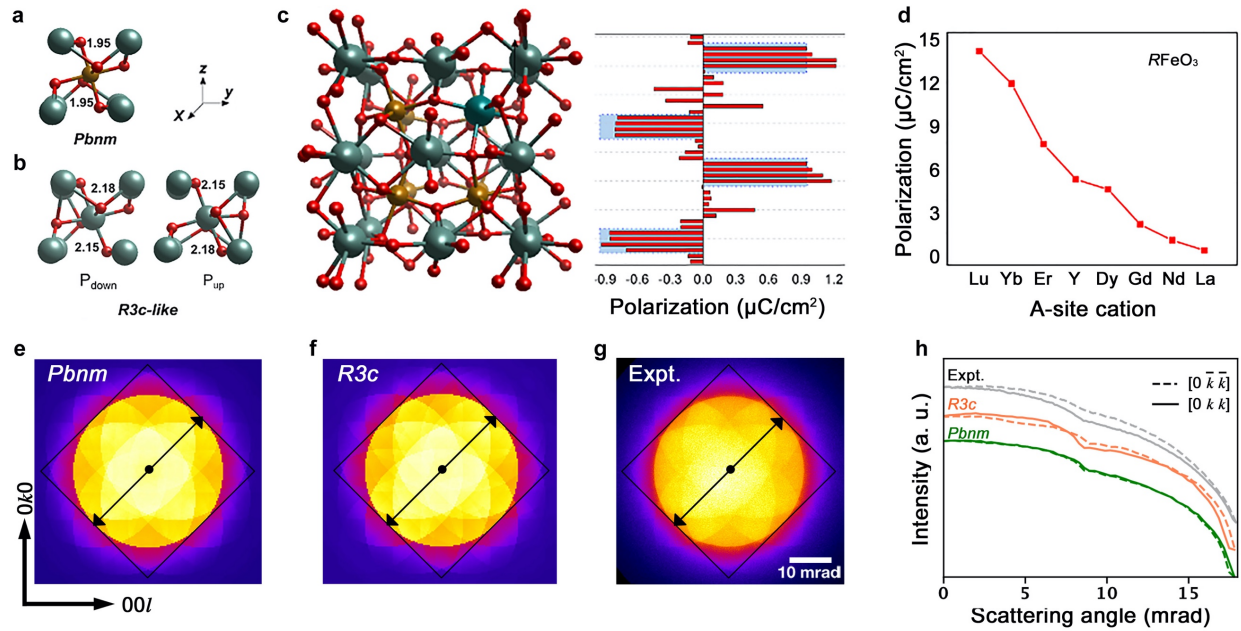 a
1.95
1.95
Pbnm
z
y
x
b
2.18
2.15
2.15
2.18
P down
P up
R3c-like
c
-0.9 -0.6 -0.3 0.0 0.3 0.6 0.9 1.2
Polarization (µC/cm²)
d
15
12
9
6
3
0
Polarization (µC/cm²)
RFeO₃
Lu Yb Er Y Dy Gd Nd La
A-site cation
e
Pbnm
0k0
00l
f
R3c
g
Expt.
10 mrad
h
Expt.
R3c
Pbnm
[0 k̅ k̅]
[0 k k]
Intensity (a. u.)
0 5 10 15
Scattering angle (mrad)